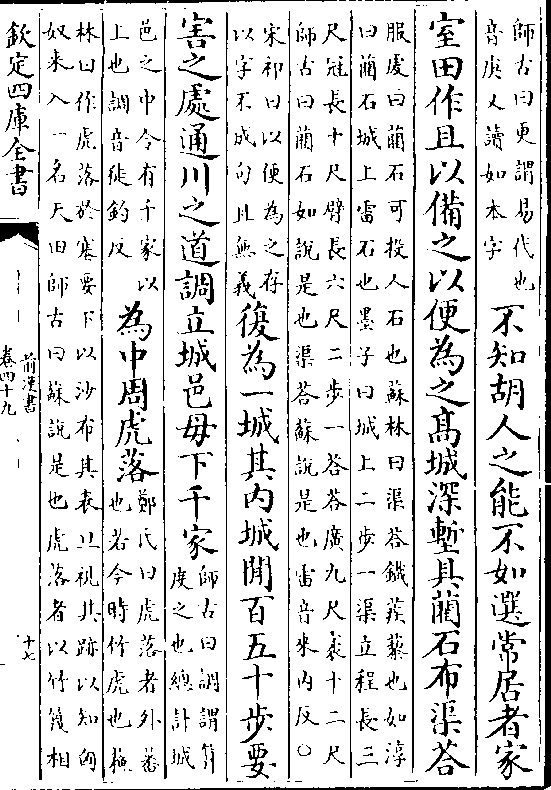 師古曰更謂易代也
音庚人讀如本字
不知胡人之能不如選常居者家
室田作且以備之以便為之髙城深塹具藺石布渠荅
服虔曰藺石可投人石也蘇林曰渠荅鐵蒺藜也如淳
曰藺石城上雷石也墨子曰城上二步一渠立程長三
尺冠長十尺臂長六尺二步一荅荅廣九尺袤十二尺
師古曰藺石如說是也渠荅蘇說是也雷音來内反○
宋祁曰以便為之存
以字不成句且無義
復為一城其内城閒百五十歩要
害之處通川之道調立城邑毋下千家
師古曰調謂算
度之也總計城
邑之中令有千家以
上也調音徒釣反
為中周虎落
鄭氏曰虎落者外蕃
也若今時竹虎也蘇
林曰作虎落於塞要下以沙布其表旦視其跡以知匈
奴来入一名天田師古曰蘇說是也虎落者以竹篾相
欽定四庫全書
前漢書
卷四十九
十七